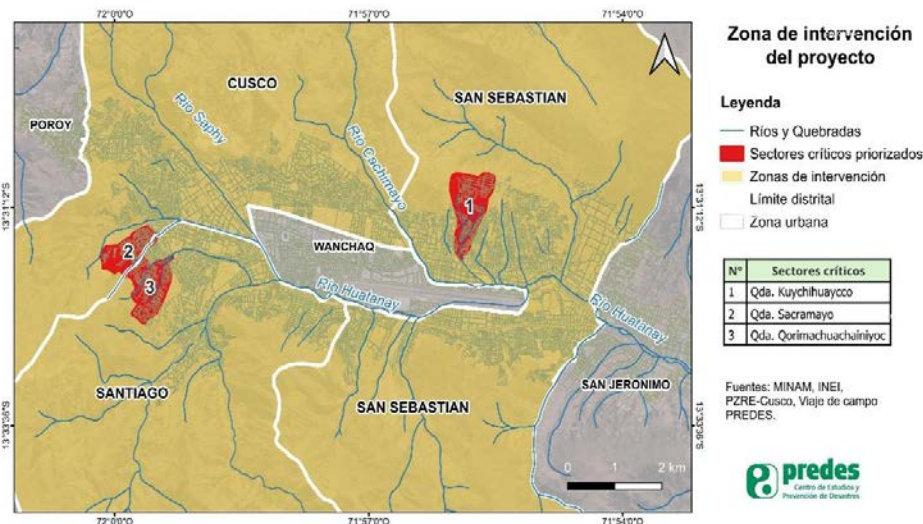 72°0'0"O
71°57'0"O
71°54'0"O
CUSCO
SAN SEBASTIAN
POROY
Río Saphy
Río Cachimayo
13°31'12"S
13°31'12"S
1
2
3
WANCHAQ
Río Huatanay
Río Huatanay
SANTIAGO
SAN SEBASTIAN
SAN JERONIMO
13°33'36"S
13°33'36"S
0 1 2 km
72°0'0"O
71°57'0"O
71°54'0"O
Zona de intervención
del proyecto
Leyenda
Ríos y Quebradas
Sectores críticos priorizados
Zonas de intervención
Límite distrital
Zona urbana
N° Sectores críticos
1 Qda. Kuychihuaycco
2 Qda. Sacramayo
3 Qda. Qorimachuachainiyoc
Fuentes: MINAM, INEI,
PZRE-Cusco, Viaje de campo
PREDES.
predes
Centro de Estudios y
Prevención de Desastres